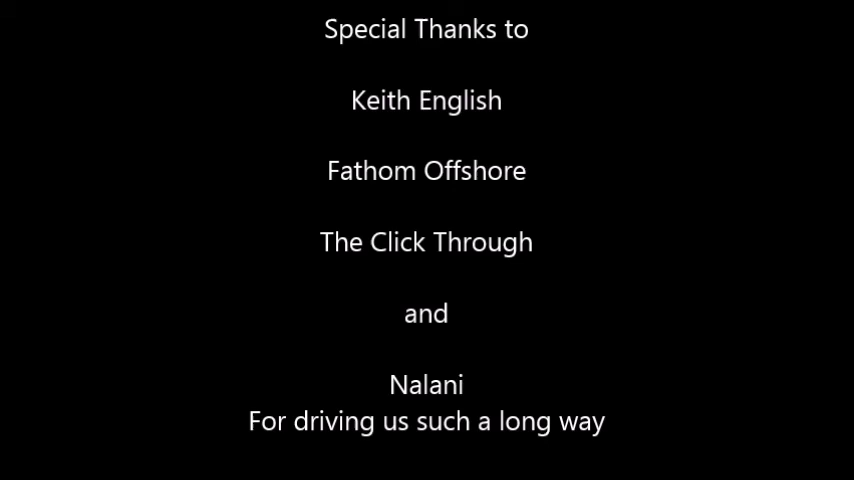 Special Thanks to
Keith English
Fathom Offshore
The Click Through
and
Nalani
For driving us such a long way